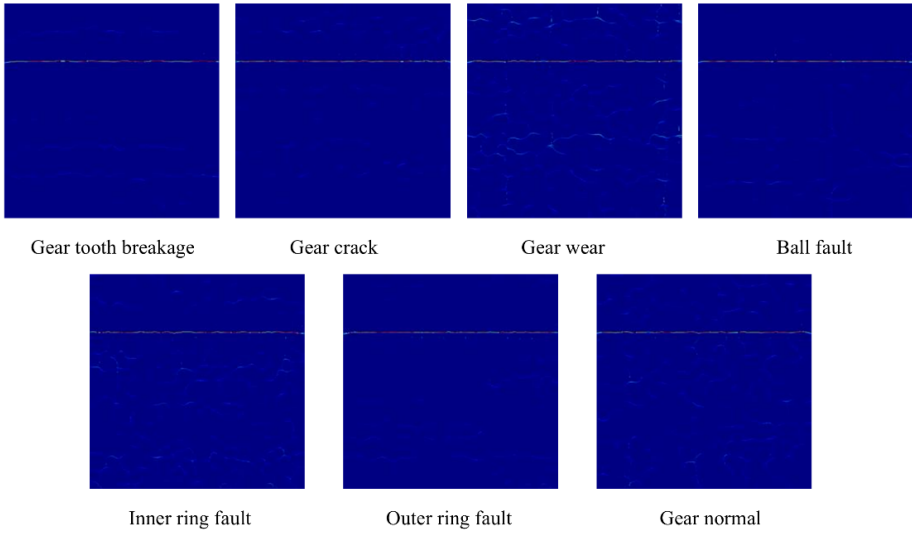 Gear tooth breakage
Gear crack
Gear wear
Ball fault
Inner ring fault
Outer ring fault
Gear normal